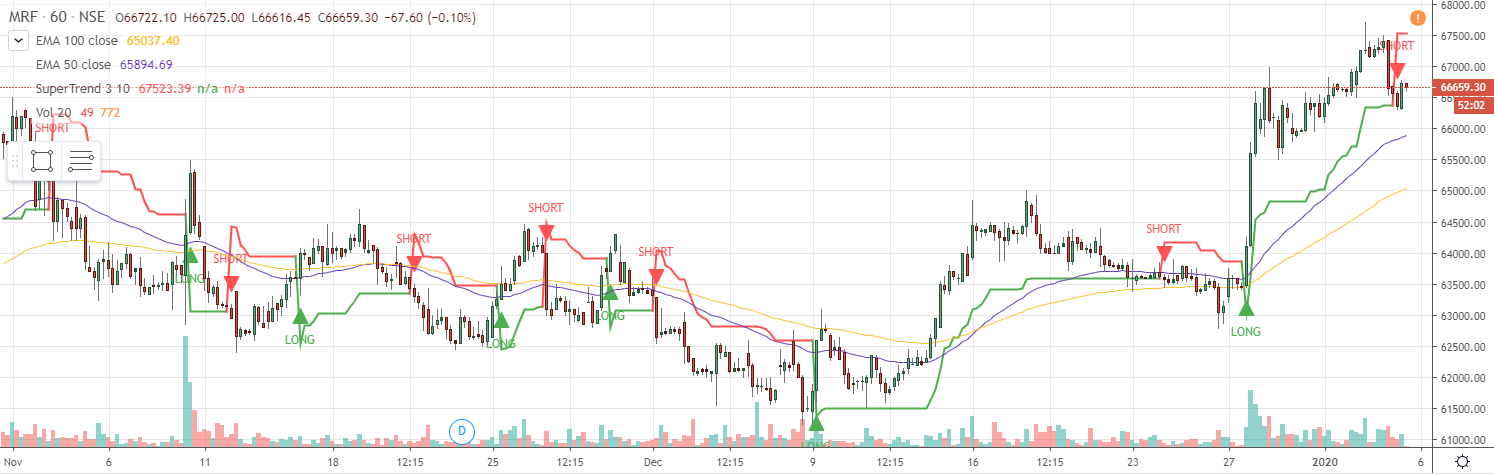 MRF · 60 · NSE O66722.10 H66725.00 L66616.45 C66659.30 −67.60 (−0.10%)
EMA 100 close 65037.40
EMA 50 close 65894.69
SuperTrend 3 10 67523.39 n/a n/a
Vol 20 49 772
SHORT
LONG
SHORT
LONG
SHORT
LONG
SHORT
LONG
SHORT
LONG
SHORT
LONG
SHORT
D
68000.00
67500.00
67000.00
66659.30
52:02
66000.00
65500.00
65000.00
64500.00
64000.00
63500.00
63000.00
62500.00
62000.00
61500.00
61000.00
Nov 6 11 18 12:15 25 12:15 Dec 12:15 9 12:15 16 12:15 23 27 2020 6